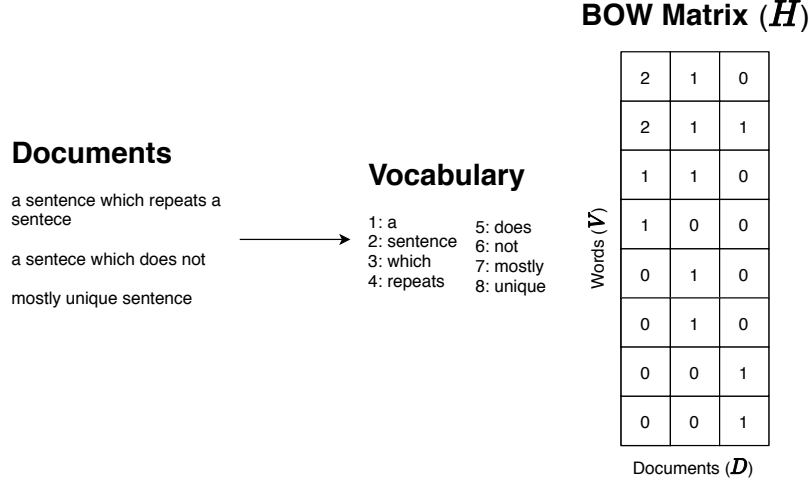 BOW Matrix (H)
Documents
a sentence which repeats a
sentece
a sentece which does not
mostly unique sentence
Vocabulary
1: a
2: sentence
3: which
4: repeats
5: does
6: not
7: mostly
8: unique
Words (V)
2 1 0
2 1 1
1 1 0
1 0 0
0 1 0
0 1 0
0 0 1
0 0 1
Documents (D)